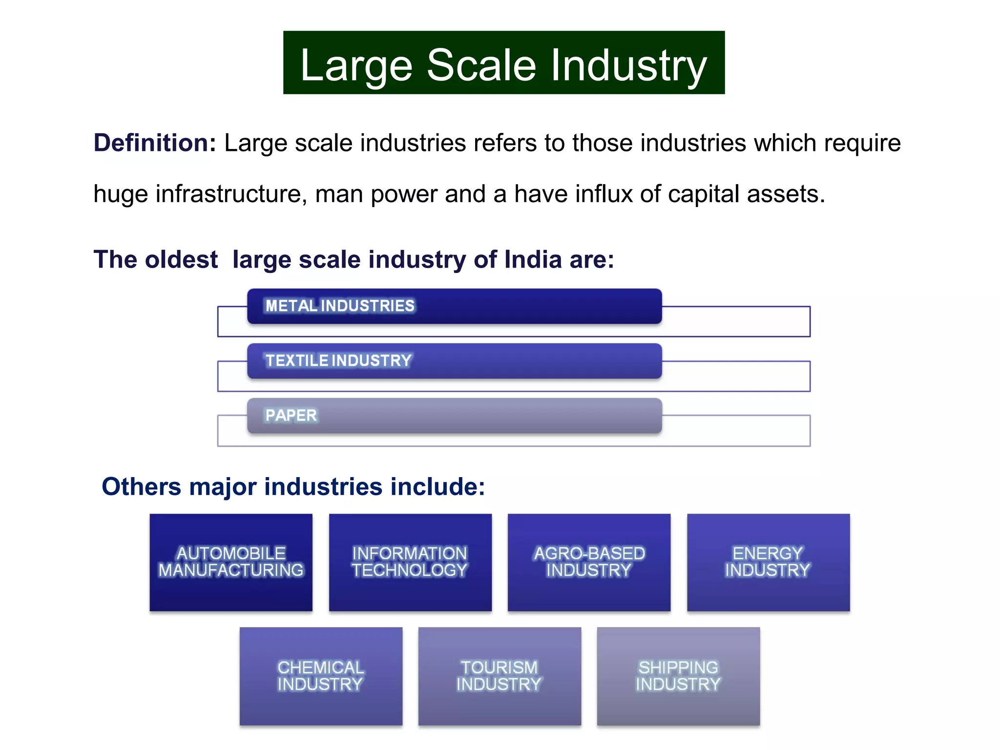 Large Scale Industry
Definition: Large scale industries refers to those industries which require
huge infrastructure, man power and a have influx of capital assets.
The oldest  large scale industry of India are:
METAL INDUSTRIES
TEXTILE INDUSTRY
PAPER
Others major industries include:
AUTOMOBILE
MANUFACTURING
INFORMATION
TECHNOLOGY
AGRO-BASED
INDUSTRY
ENERGY
INDUSTRY
CHEMICAL
INDUSTRY
TOURISM
INDUSTRY
SHIPPING
INDUSTRY